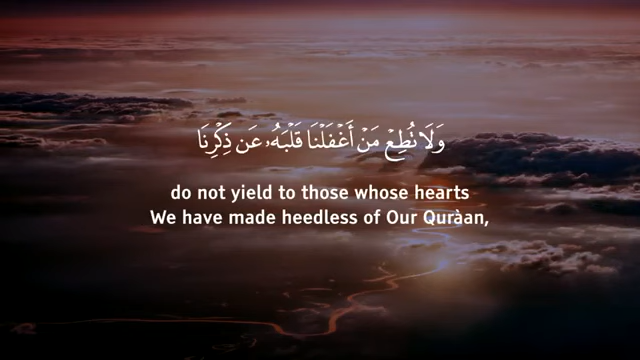 وَلَا تُطِعْ مَنْ أَغْفَلْنَا قَلْبَهُۥ عَن ذِكْرِنَا
do not yield to those whose hearts
We have made heedless of Our Quràan,